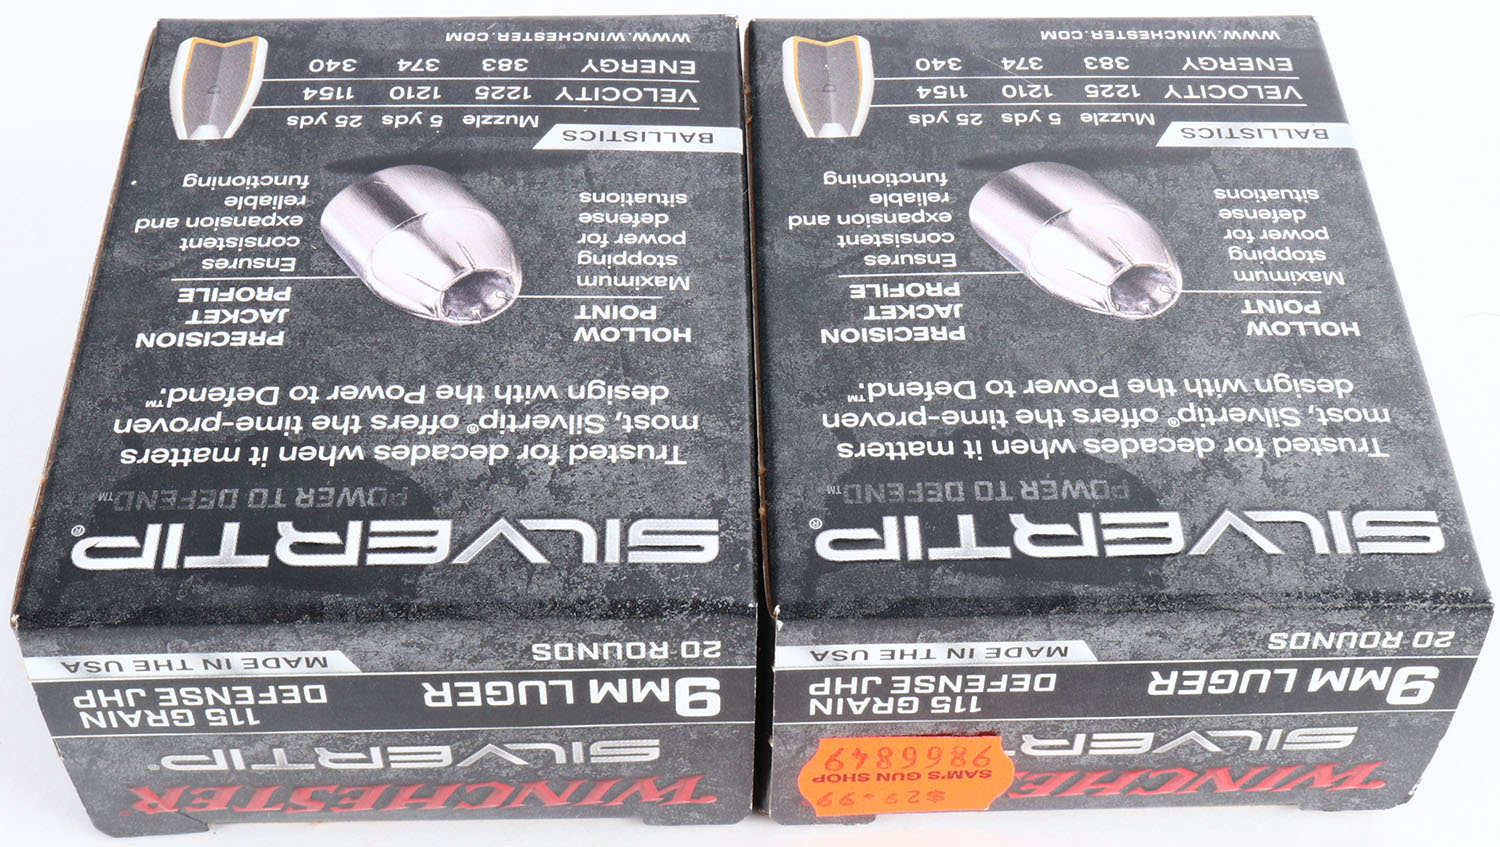 WWW.WINCHESTER.COM
ENERGY 383 374 340
VELOCITY 1225 1210 1154
Muzzle 5 yds 25 yds
BALLISTICS
HOLLOW
POINT
Maximum
stopping
power for
defense
situations
PRECISION
JACKET
PROFILE
Ensures
consistent
expansion and
reliable
functioning
Trusted for decades when it matters
most, Silvertip® offers the time-proven
design with the Power to Defend.™
POWER TO DEFEND™
SILVERTIP®
20 ROUNDS
MADE IN THE USA
9MM LUGER
115 GRAIN
DEFENSE JHP
SILVERTIP®
WINCHESTER
WWW.WINCHESTER.COM
ENERGY 383 374 340
VELOCITY 1225 1210 1154
Muzzle 5 yds 25 yds
BALLISTICS
HOLLOW
POINT
Maximum
stopping
power for
defense
situations
PRECISION
JACKET
PROFILE
Ensures
consistent
expansion and
reliable
functioning
Trusted for decades when it matters
most, Silvertip® offers the time-proven
design with the Power to Defend.™
POWER TO DEFEND™
SILVERTIP®
20 ROUNDS
MADE IN THE USA
9MM LUGER
115 GRAIN
DEFENSE JHP
$29.99
SAM'S GUN SHOP
9866849